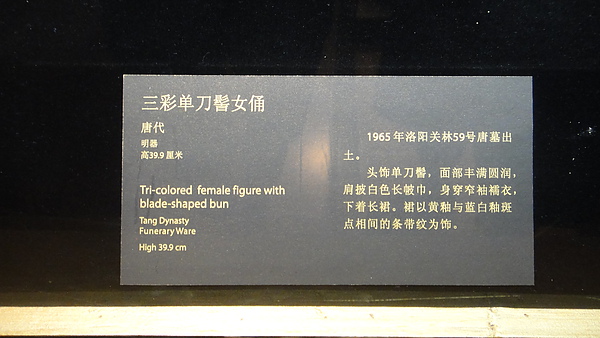 三彩单刀髻女俑
唐代
明器
高39.9 厘米
Tri-colored female figure with
blade-shaped bun
Tang Dynasty
Funerary Ware
High 39.9 cm
1965 年洛阳关林59号唐墓出
土。
头饰单刀髻，面部丰满圆润，
肩披白色长帔巾，身穿窄袖襦衣，
下着长裙。裙以黄釉与蓝白釉斑
点相间的条带纹为饰。